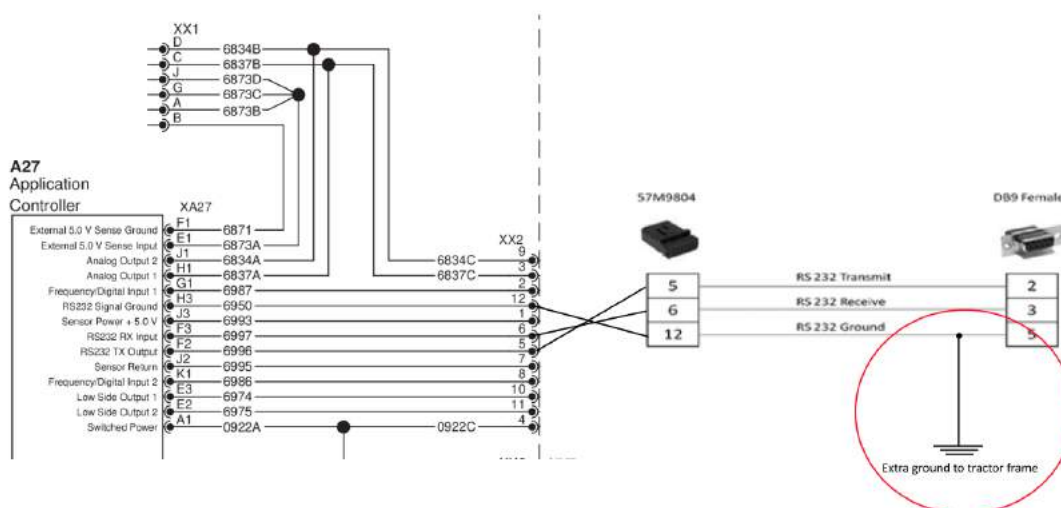 XX1
D 6834B
C 6837B
J 6873D
G 6873C
A 6873B
B
A27
Application
Controller
XA27
External 5.0 V Sense Ground F1 6871
External 5.0 V Sense Input E1 6873A
Analog Output 2 J1 6834A
Analog Output 1 H1 6837A
Frequency/Digital Input 1 G1 6987
RS232 Signal Ground H3 6950
Sensor Power + 5.0 V J3 6993
RS232 RX Input F3 6997
RS232 TX Output F2 6996
Sensor Return J2 6995
Frequency/Digital Input 2 K1 6986
Low Side Output 1 E3 6974
Low Side Output 2 E2 6975
Switched Power A1 0922A 0922C
XX2
6834C 9
6837C 3
2
12
1
6
5
7
8
10
11
4
57M9804
DB9 Female
5 RS 232 Transmit 2
6 RS 232 Receive 3
12 RS 232 Ground 5
Extra ground to tractor frame